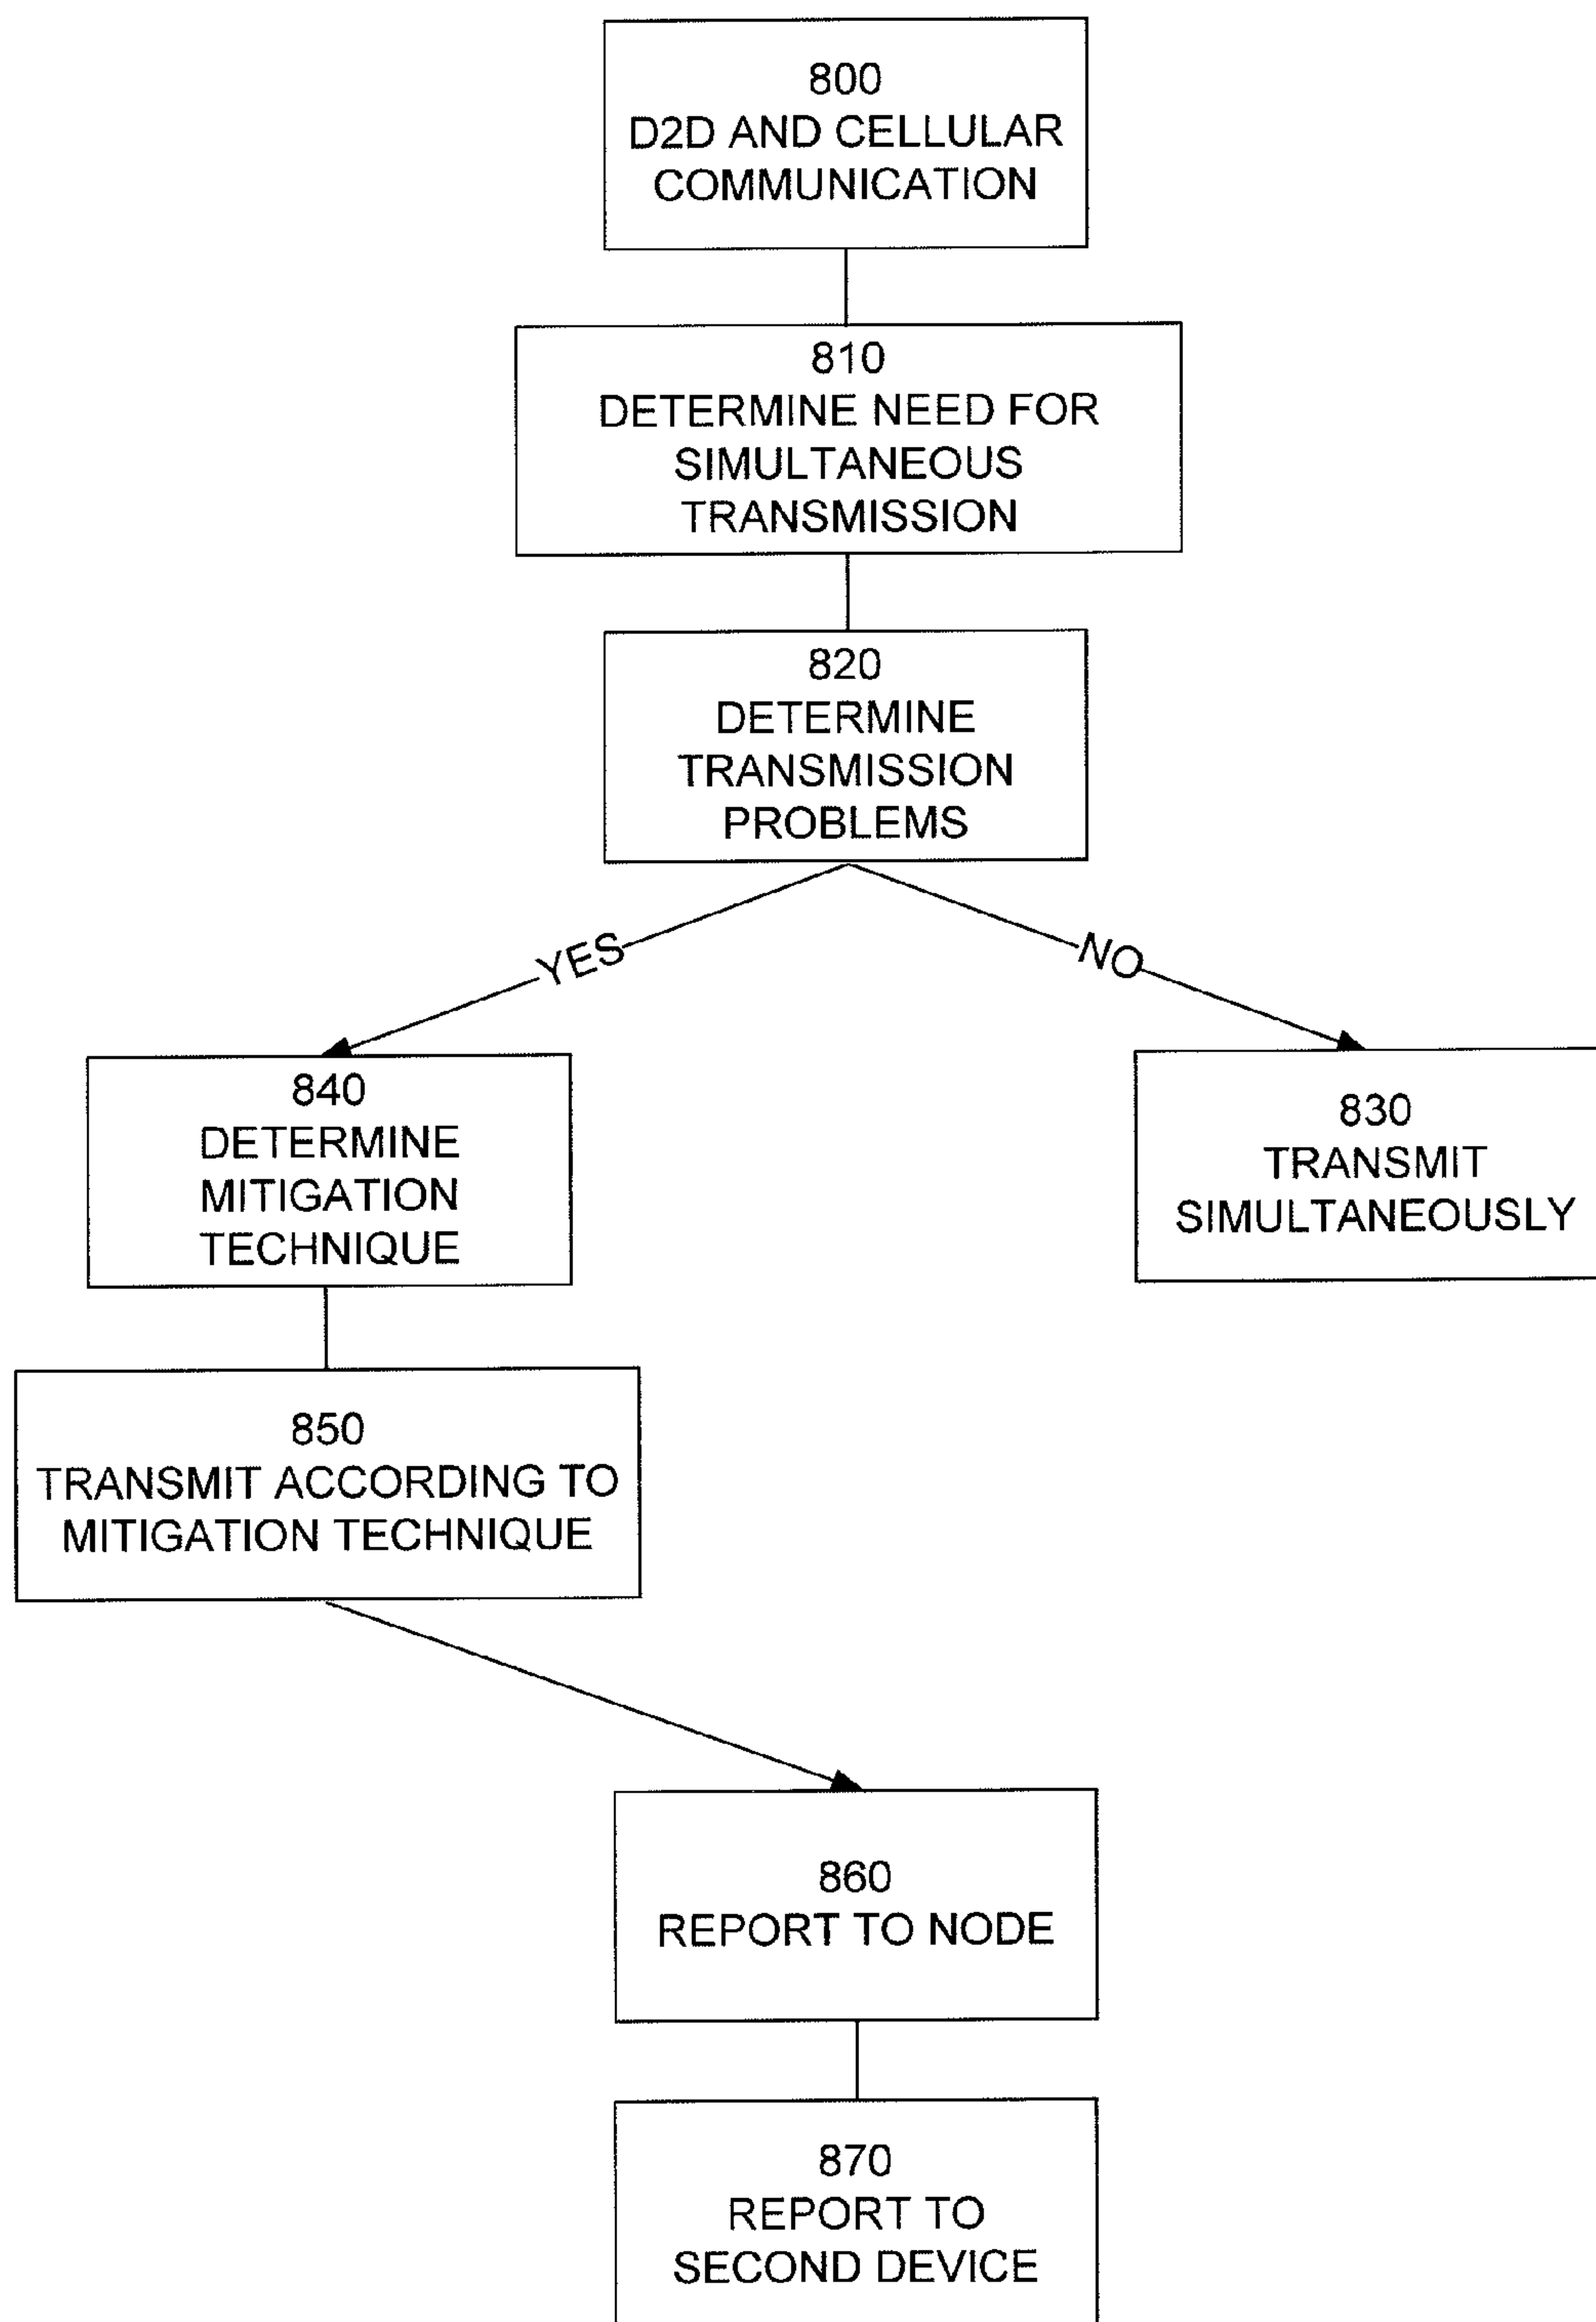 800
D2D AND CELLULAR
COMMUNICATION
810
DETERMINE NEED FOR
SIMULTANEOUS
TRANSMISSION
820
DETERMINE
TRANSMISSION
PROBLEMS
YES
NO
840
DETERMINE
MITIGATION
TECHNIQUE
830
TRANSMIT
SIMULTANEOUSLY
850
TRANSMIT ACCORDING TO
MITIGATION TECHNIQUE
860
REPORT TO NODE
870
REPORT TO
SECOND DEVICE